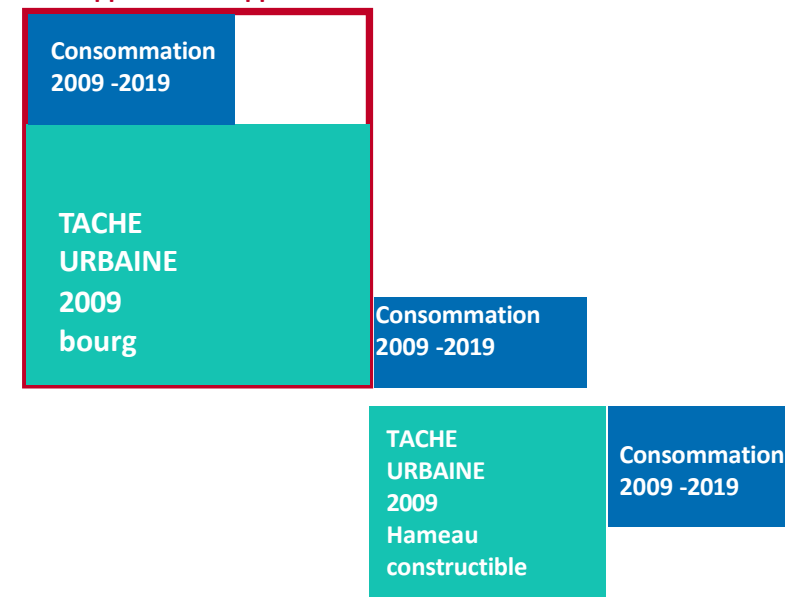 Consommation
2009 -2019
TACHE
URBAINE
2009
bourg
Consommation
2009 -2019
TACHE
URBAINE
2009
Hameau
constructible
Consommation
2009 -2019